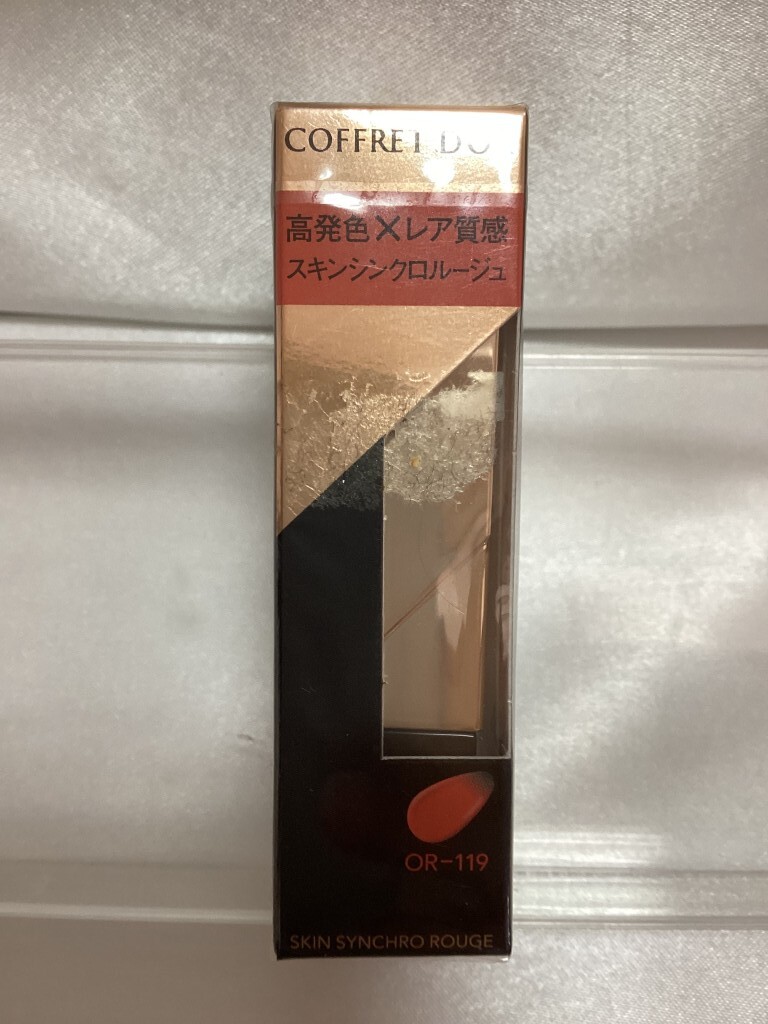 COFFRET DO
高発色×レア質感
スキンシンクロルージュ
OR-119
SKIN SYNCHRO ROUGE